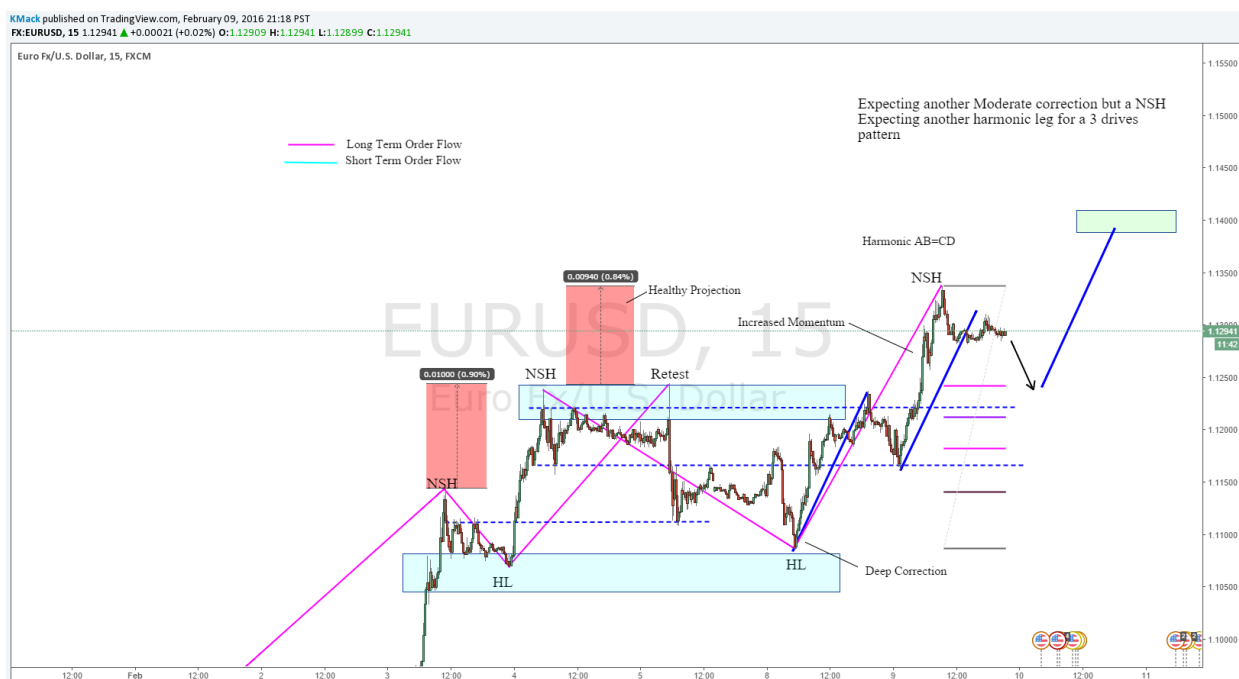 KMack published on TradingView.com, February 09, 2016 21:18 PST
FX:EURUSD, 15 1.12941 ▲ +0.00021 (+0.02%) O:1.12909 H:1.12941 L:1.12899 C:1.12941
Euro Fx/U.S. Dollar, 15, FXCM
1.15500
Expecting another Moderate correction but a NSH
Expecting another harmonic leg for a 3 drives
pattern
1.15000
Long Term Order Flow
Short Term Order Flow
1.14500
1.14000
Harmonic AB=CD
0.00940 (0.84%)
NSH
1.13500
Healthy Projection
Increased Momentum
EURUSD, 15
1.13000
1.12941
11:42
0.01000 (0.90%)
NSH
Retest
1.12500
Euro Fx/U.S. Dollar
1.12000
NSH
1.11500
1.11000
HL
HL
Deep Correction
1.10500
1.10000
12:00
Feb
12:00
2
12:00
3
12:00
4
12:00
5
12:00
8
12:00
9
12:00
10
12:00
11